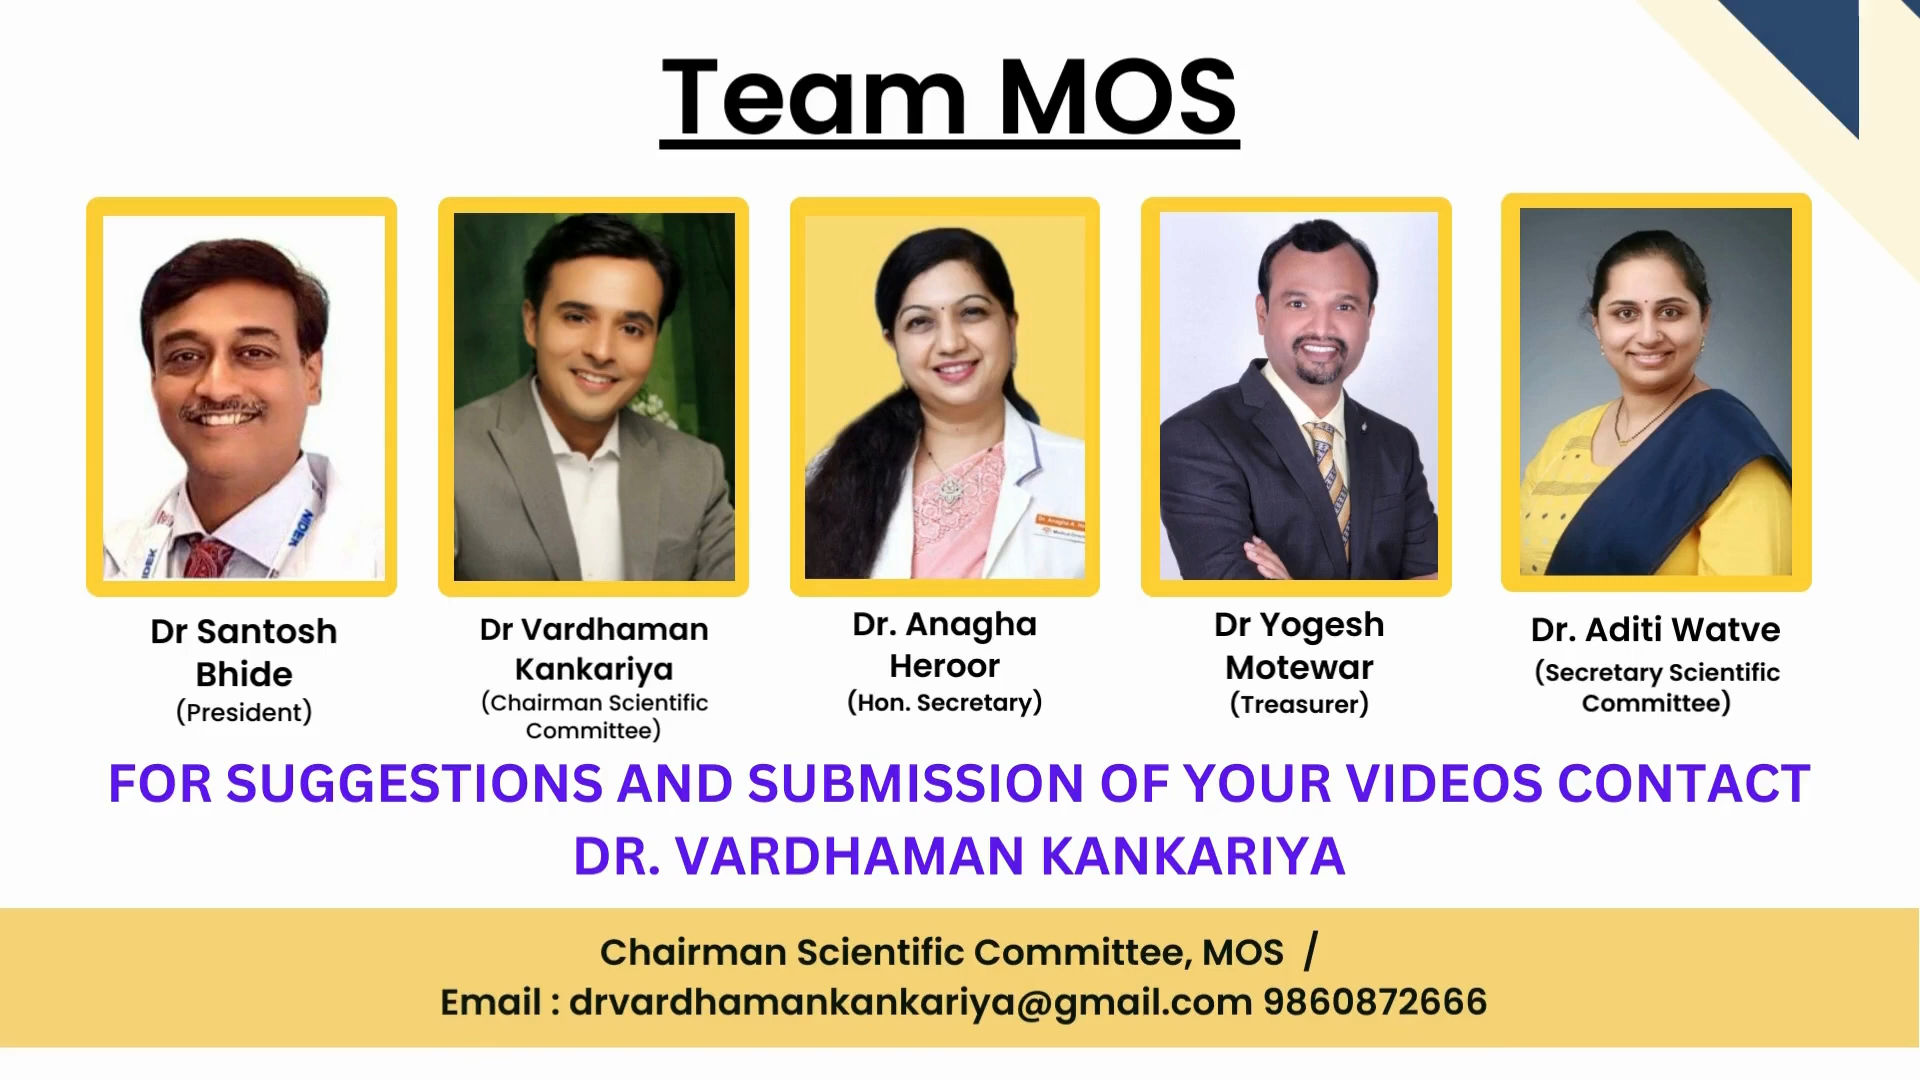 Team MOS
NIDEK
IDEK
Dr Santosh
Bhide
(President)
Dr Vardhaman
Kankariya
(Chairman Scientific
Committee)
Dr. Anagha
Heroor
(Hon. Secretary)
Dr Yogesh
Motewar
(Treasurer)
Dr. Aditi Watve
(Secretary Scientific
Committee)
FOR SUGGESTIONS AND SUBMISSION OF YOUR VIDEOS CONTACT
DR. VARDHAMAN KANKARIYA
Chairman Scientific Committee, MOS /
Email : drvardhamankankariya@gmail.com 9860872666